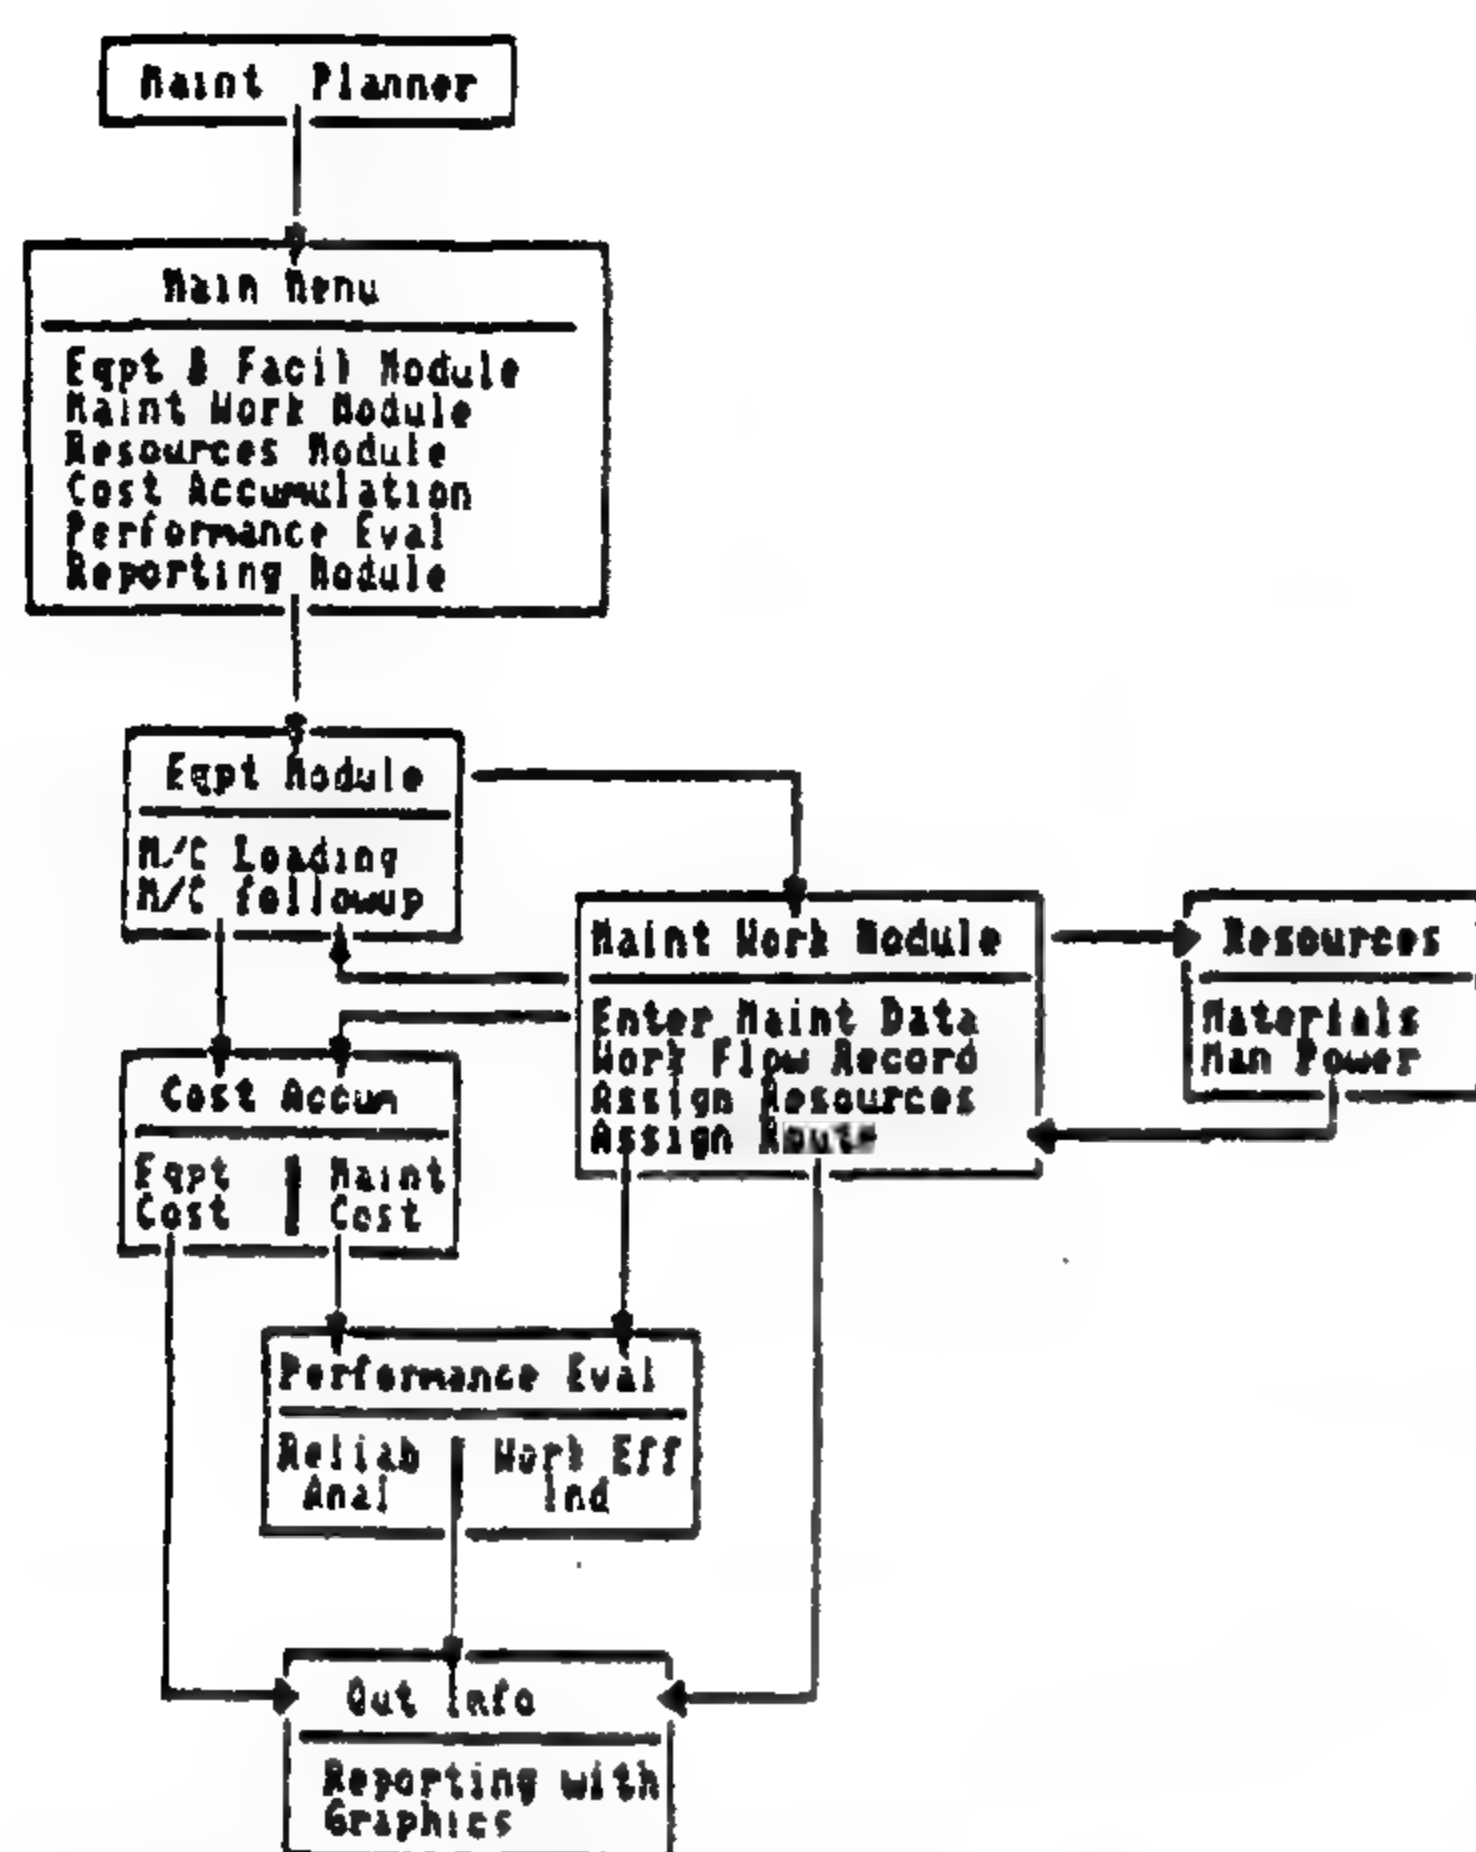 Maint Planner
Main Menu
Eqpt & Facil Module
Maint Work Module
Resources Module
Cost Accumulation
Performance Eval
Reporting Module
Eqpt Module
M/C Loading
M/C followup
Maint Work Module
Enter Maint Data
Work Flow Record
Assign Resources
Assign Route
Resources
Materials
Man Power
Cost Accum
Eqpt Maint
Cost Cost
Performance Eval
Reliab Work Eff
Anal Ind
Out Info
Reporting with
Graphics